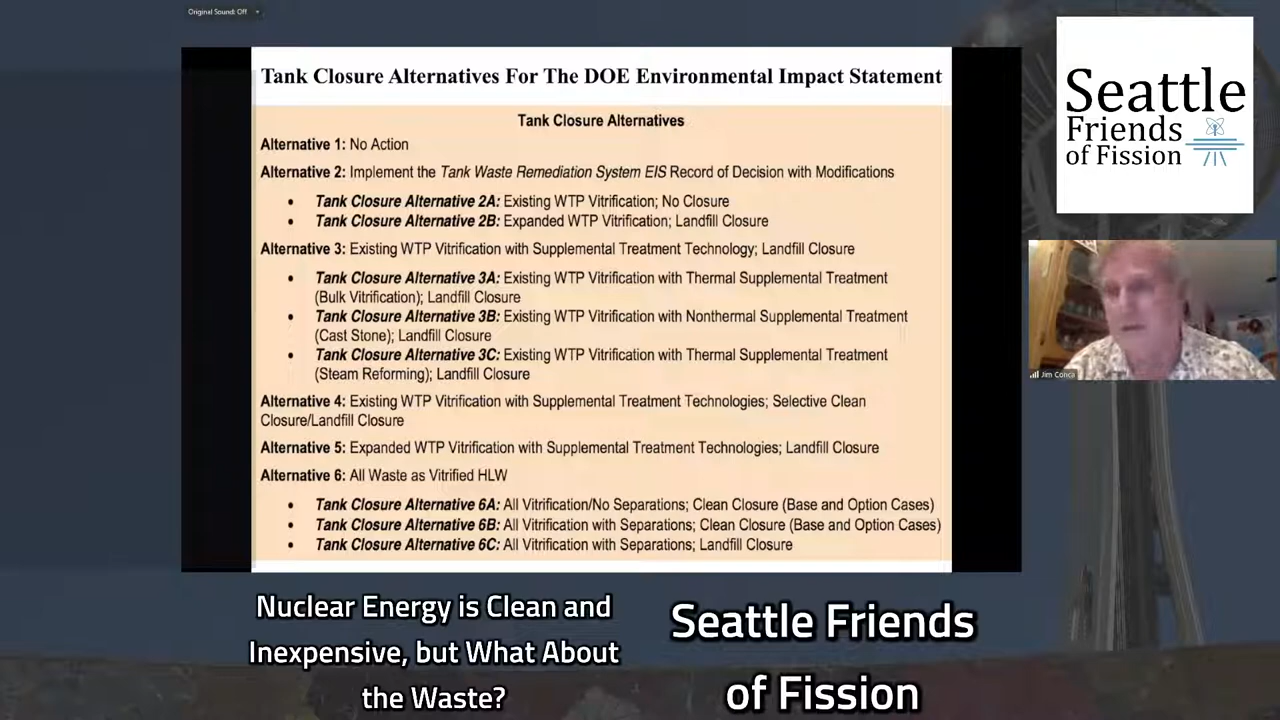 Original Sound: Off
Tank Closure Alternatives For The DOE Environmental Impact Statement
Tank Closure Alternatives
Alternative 1: No Action
Alternative 2: Implement the Tank Waste Remediation System EIS Record of Decision with Modifications
• Tank Closure Alternative 2A: Existing WTP Vitrification; No Closure
• Tank Closure Alternative 2B: Expanded WTP Vitrification; Landfill Closure
Alternative 3: Existing WTP Vitrification with Supplemental Treatment Technology; Landfill Closure
• Tank Closure Alternative 3A: Existing WTP Vitrification with Thermal Supplemental Treatment
(Bulk Vitrification); Landfill Closure
• Tank Closure Alternative 3B: Existing WTP Vitrification with Nonthermal Supplemental Treatment
(Cast Stone); Landfill Closure
• Tank Closure Alternative 3C: Existing WTP Vitrification with Thermal Supplemental Treatment
(Steam Reforming); Landfill Closure
Alternative 4: Existing WTP Vitrification with Supplemental Treatment Technologies; Selective Clean
Closure/Landfill Closure
Alternative 5: Expanded WTP Vitrification with Supplemental Treatment Technologies; Landfill Closure
Alternative 6: All Waste as Vitrified HLW
• Tank Closure Alternative 6A: All Vitrification/No Separations; Clean Closure (Base and Option Cases)
• Tank Closure Alternative 6B: All Vitrification with Separations; Clean Closure (Base and Option Cases)
• Tank Closure Alternative 6C: All Vitrification with Separations; Landfill Closure
Seattle
Friends
of Fission
Jim Conca
Nuclear Energy is Clean and
Inexpensive, but What About
the Waste?
Seattle Friends
of Fission